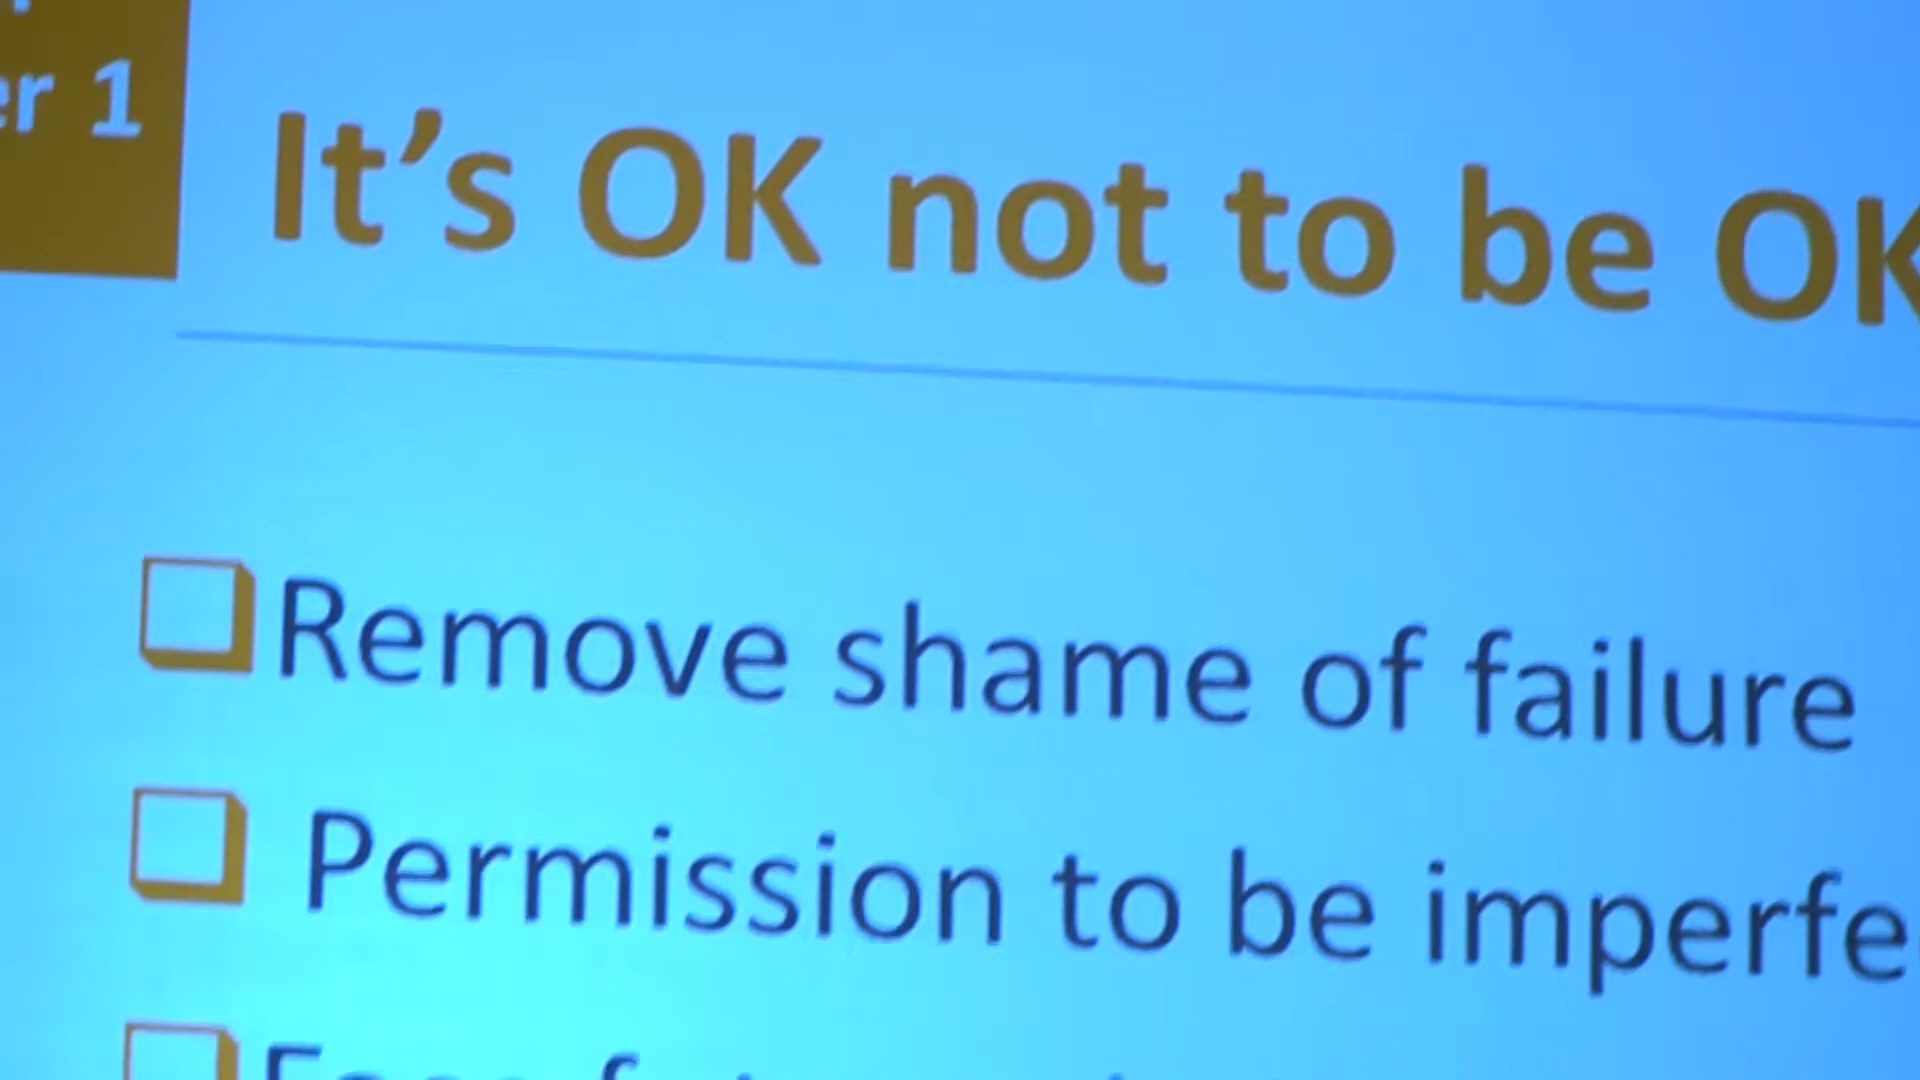 er 1
It’s OK not to be OK
Remove shame of failure
Permission to be imperfe